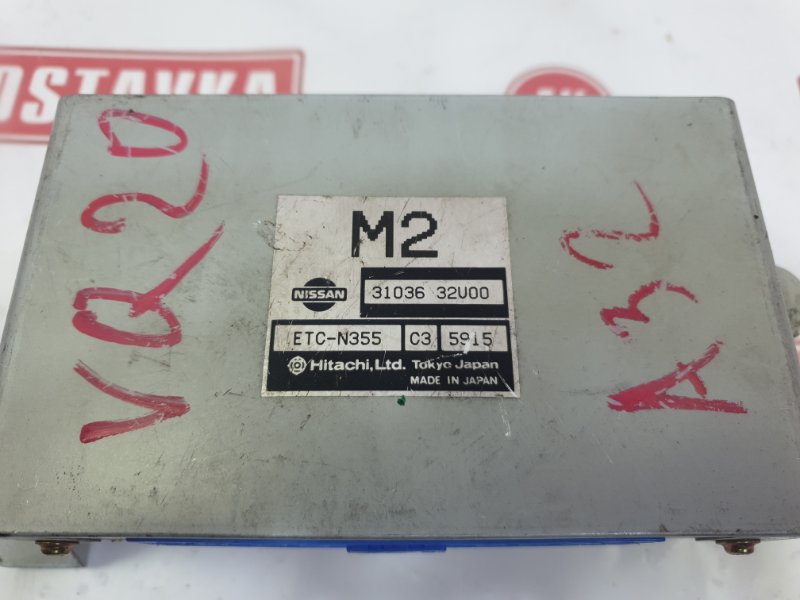 OSTAVKA
VQ20
M2
NISSAN
31036 32U00
ETC-N355 C3 5915
Hitachi, Ltd. Tokyo Japan
MADE IN JAPAN
A32